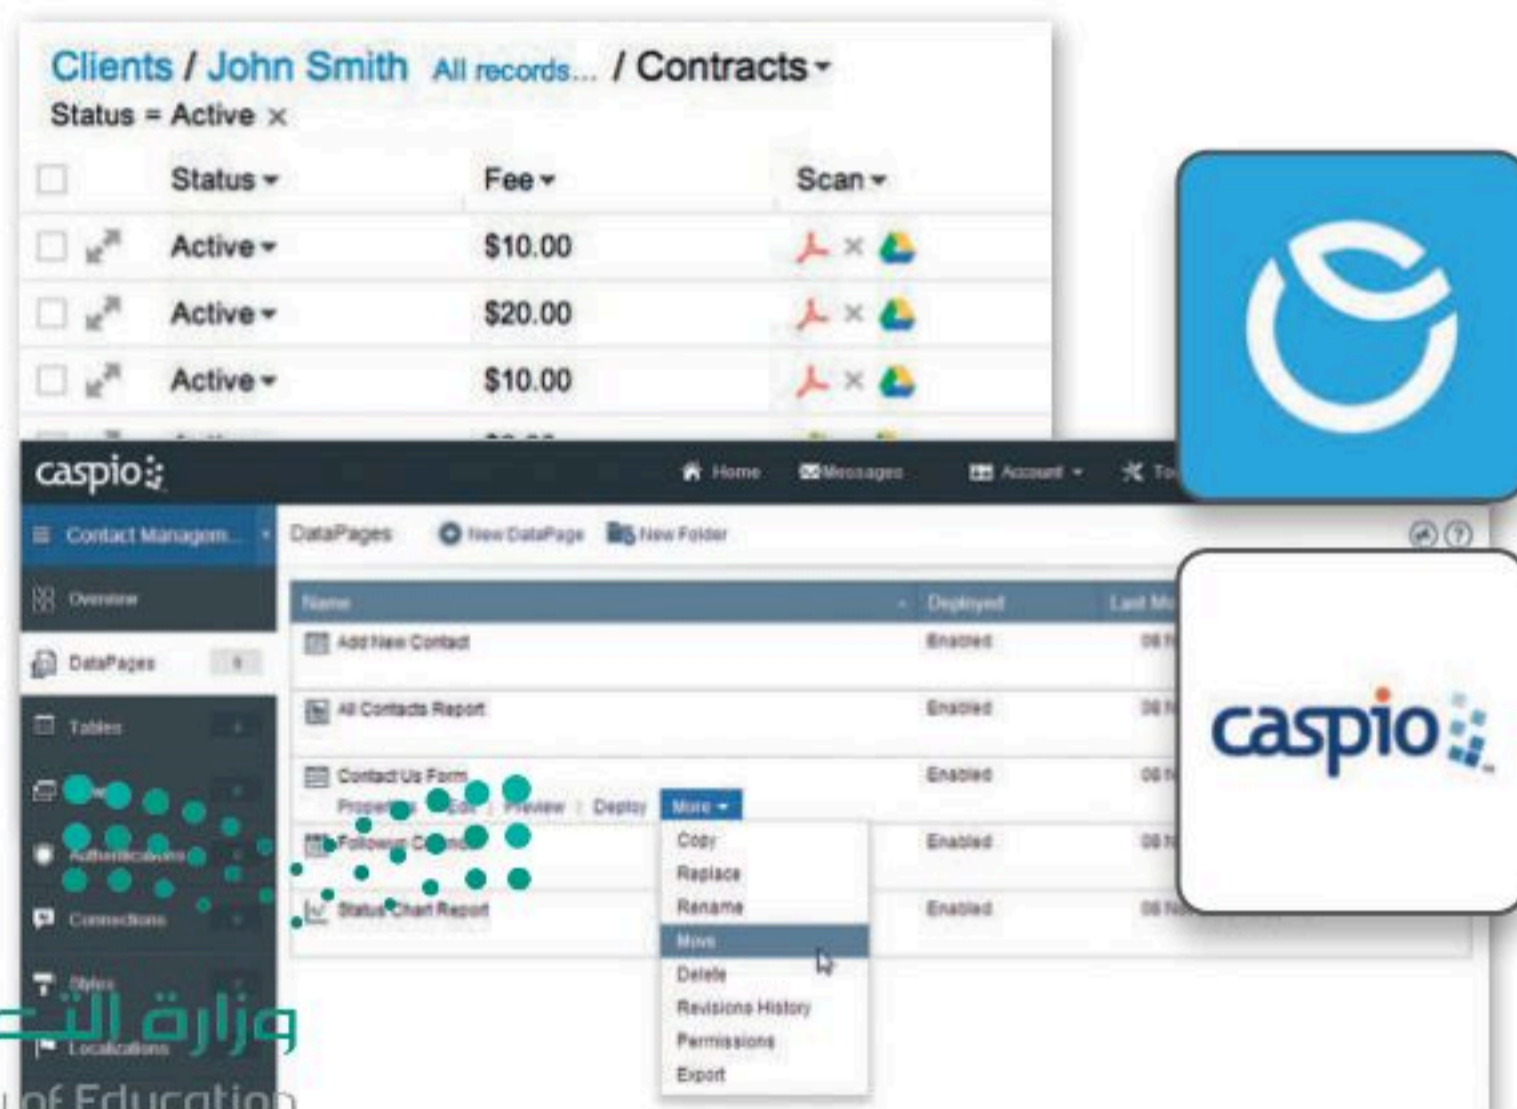 Clients / John Smith All records... / Contracts
Status = Active ×
Status Fee Scan
Active $10.00
Active $20.00
Active $10.00
caspio
Home Messages Account
Contact Managem... DataPages New DataPage New Folder
Overview
Name Deployed
Add New Contact Enabled
DataPages
All Contacts Report Enabled
Tables
caspio
Contact Us Form Enabled
Edit Preview Deploy More
Copy
Enabled
Replace
Rename
Connections
Status Chart Report Enabled
Move
Delete
Styles
Revisions History
وزارة
Permissions
Localizations
Export
of Education